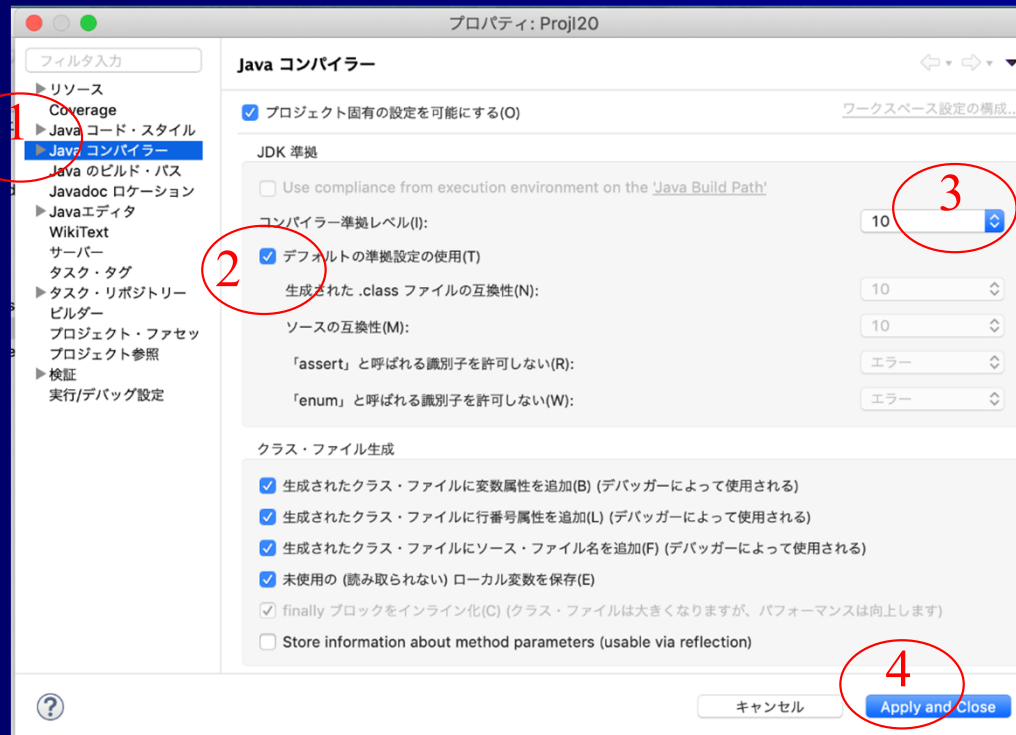 プロパティ: ProjI20
フィルタ入力
リソース
Coverage
Java コード・スタイル
Java コンパイラー
Java のビルド・パス
Javadoc ロケーション
Javaエディタ
WikiText
サーバー
タスク・タグ
タスク・リポジトリー
ビルダー
プロジェクト・ファセッ
プロジェクト参照
検証
実行/デバッグ設定
1
Java コンパイラー
プロジェクト固有の設定を可能にする(O)
ワークスペース設定の構成...
JDK 準拠
Use compliance from execution environment on the 'Java Build Path'
コンパイラー準拠レベル(I): 10
3
デフォルトの準拠設定の使用(T)
2
生成された .class ファイルの互換性(N): 10
ソースの互換性(M): 10
「assert」と呼ばれる識別子を許可しない(R): エラー
「enum」と呼ばれる識別子を許可しない(W): エラー
クラス・ファイル生成
生成されたクラス・ファイルに変数属性を追加(B) (デバッガーによって使用される)
生成されたクラス・ファイルに行番号属性を追加(L) (デバッガーによって使用される)
生成されたクラス・ファイルにソース・ファイル名を追加(F) (デバッガーによって使用される)
未使用の (読み取られない) ローカル変数を保存(E)
finally ブロックをインライン化(C) (クラス・ファイルは大きくなりますが、パフォーマンスは向上します)
Store information about method parameters (usable via reflection)
4
?
キャンセル
Apply and Close